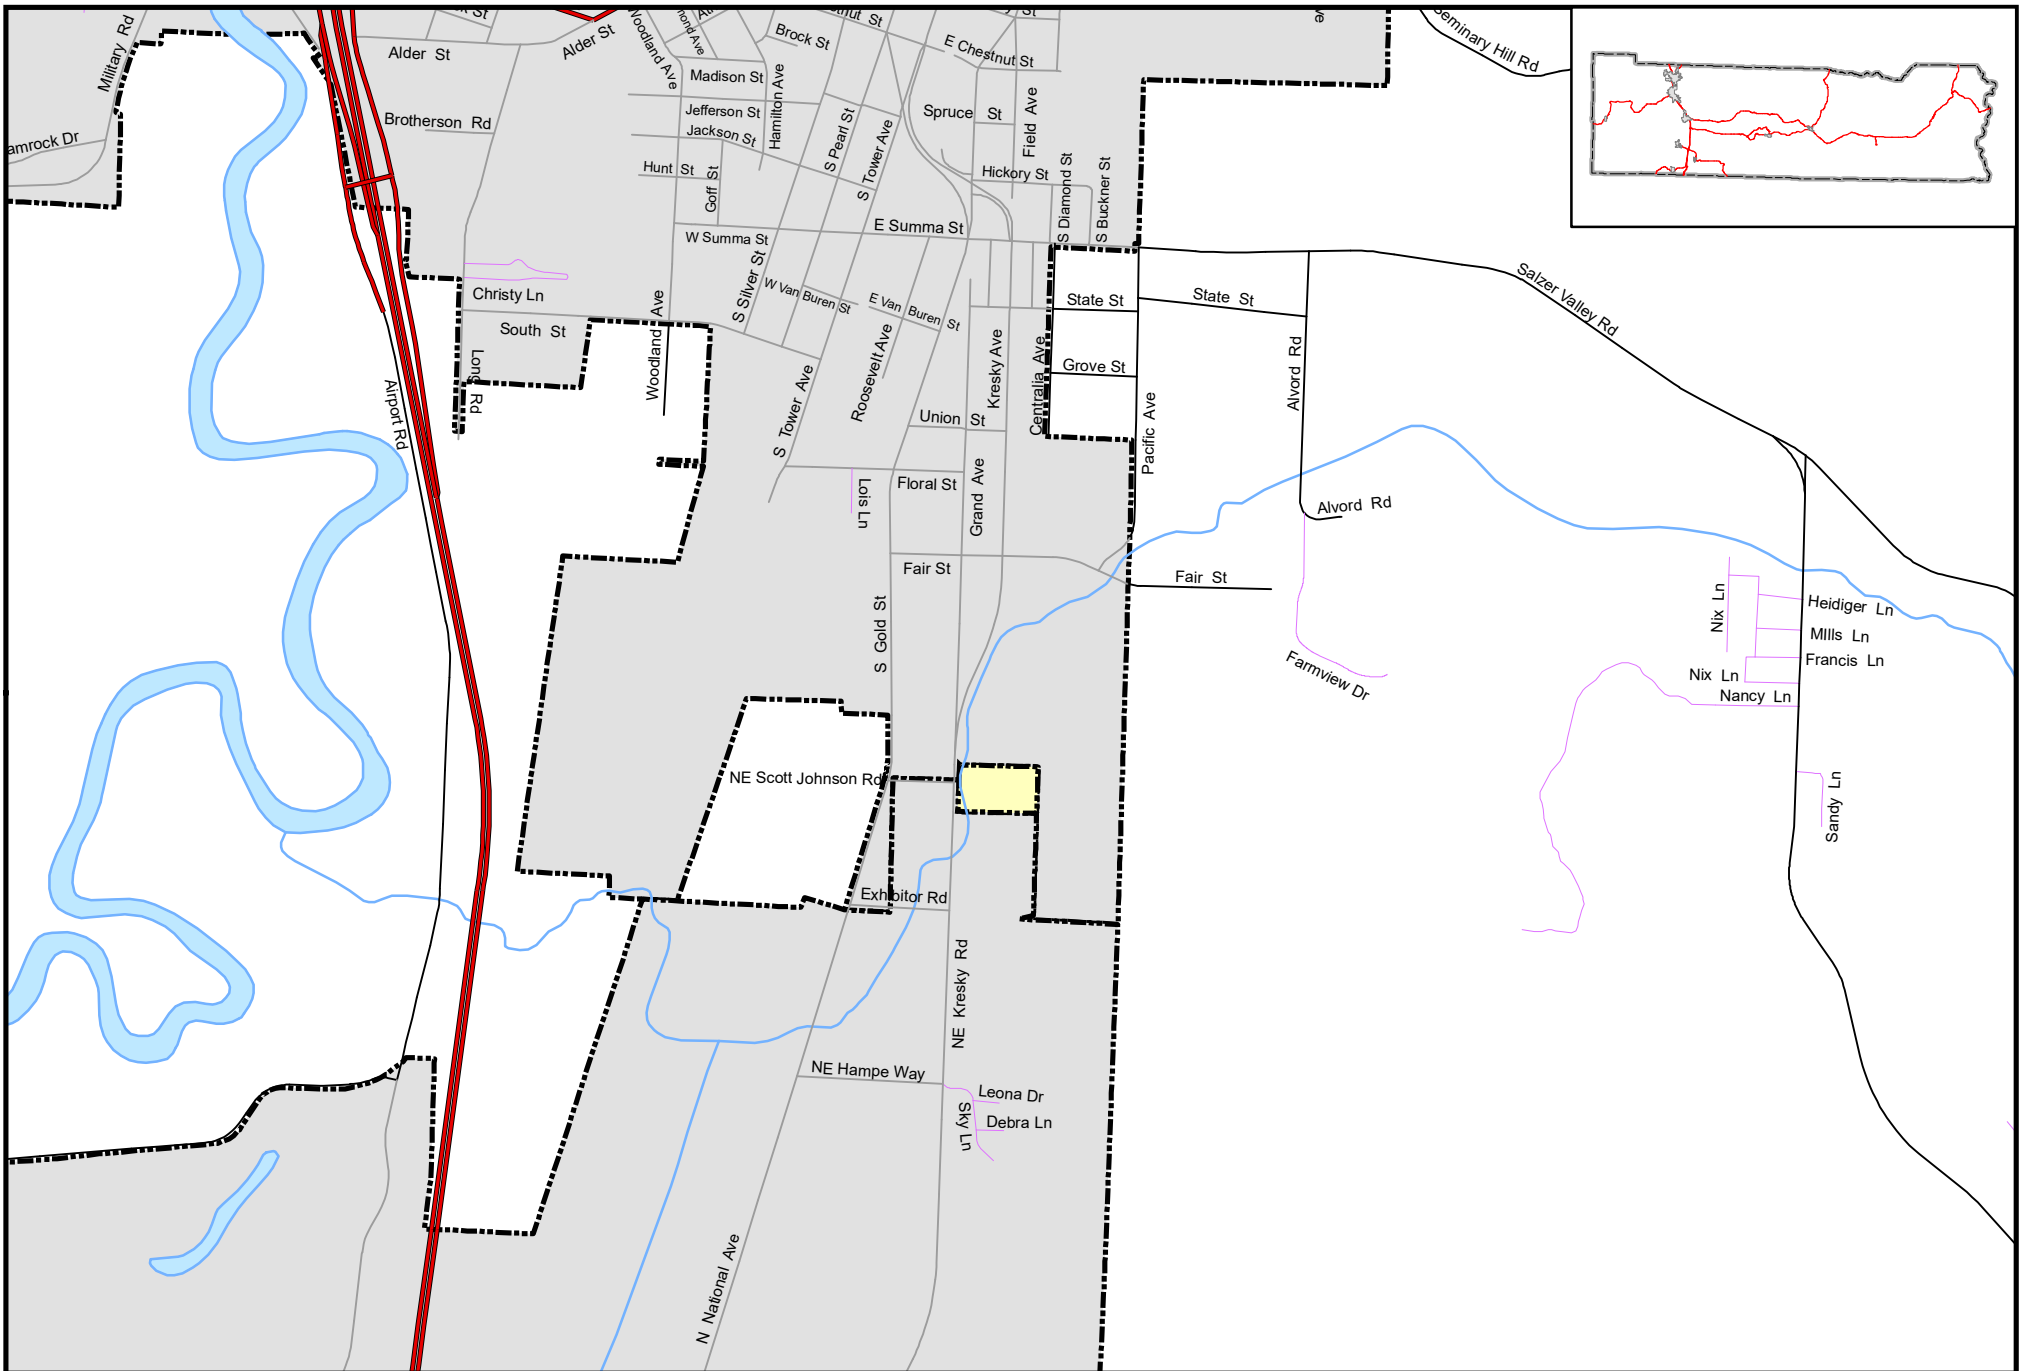 Military Rd
Alder St
Alder St
Woodland Ave
Brock St
E Chestnut St
Seminary Hill Rd
Madison St
Hamilton Ave
Jefferson St
Spruce St
Field Ave
Brotherson Rd
Jackson St
S Pearl St
S Tower Ave
Hunt St
Goff St
Hickory St
S Diamond St
S Buckner St
W Summa St
E Summa St
S Silver St
Christy Ln
W Van Buren St
E Van Buren St
State St
State St
Salzer Valley Rd
South St
Long Rd
Woodland Ave
Airport Rd
S Tower Ave
Roosevelt Ave
Kresky Ave
Centralia Ave
Grove St
Alvord Rd
Pacific Ave
Union St
Floral St
Lois Ln
Grand Ave
Alvord Rd
Fair St
Fair St
S Gold St
Farmview Dr
Nix Ln
Heidiger Ln
MIlls Ln
Francis Ln
Nix Ln
Nancy Ln
NE Scott Johnson Rd
Sandy Ln
Exhibitor Rd
NE Kresky Rd
NE Hampe Way
Leona Dr
Sky Ln
Debra Ln
N National Ave